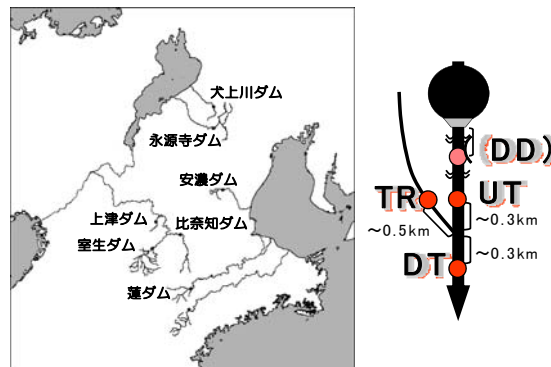 犬上川ダム
永源寺ダム
安濃ダム
上津ダム
比奈知ダム
室生ダム
蓮ダム
(DD)
TR
UT
~0.5km
~0.3km
~0.3km
DT